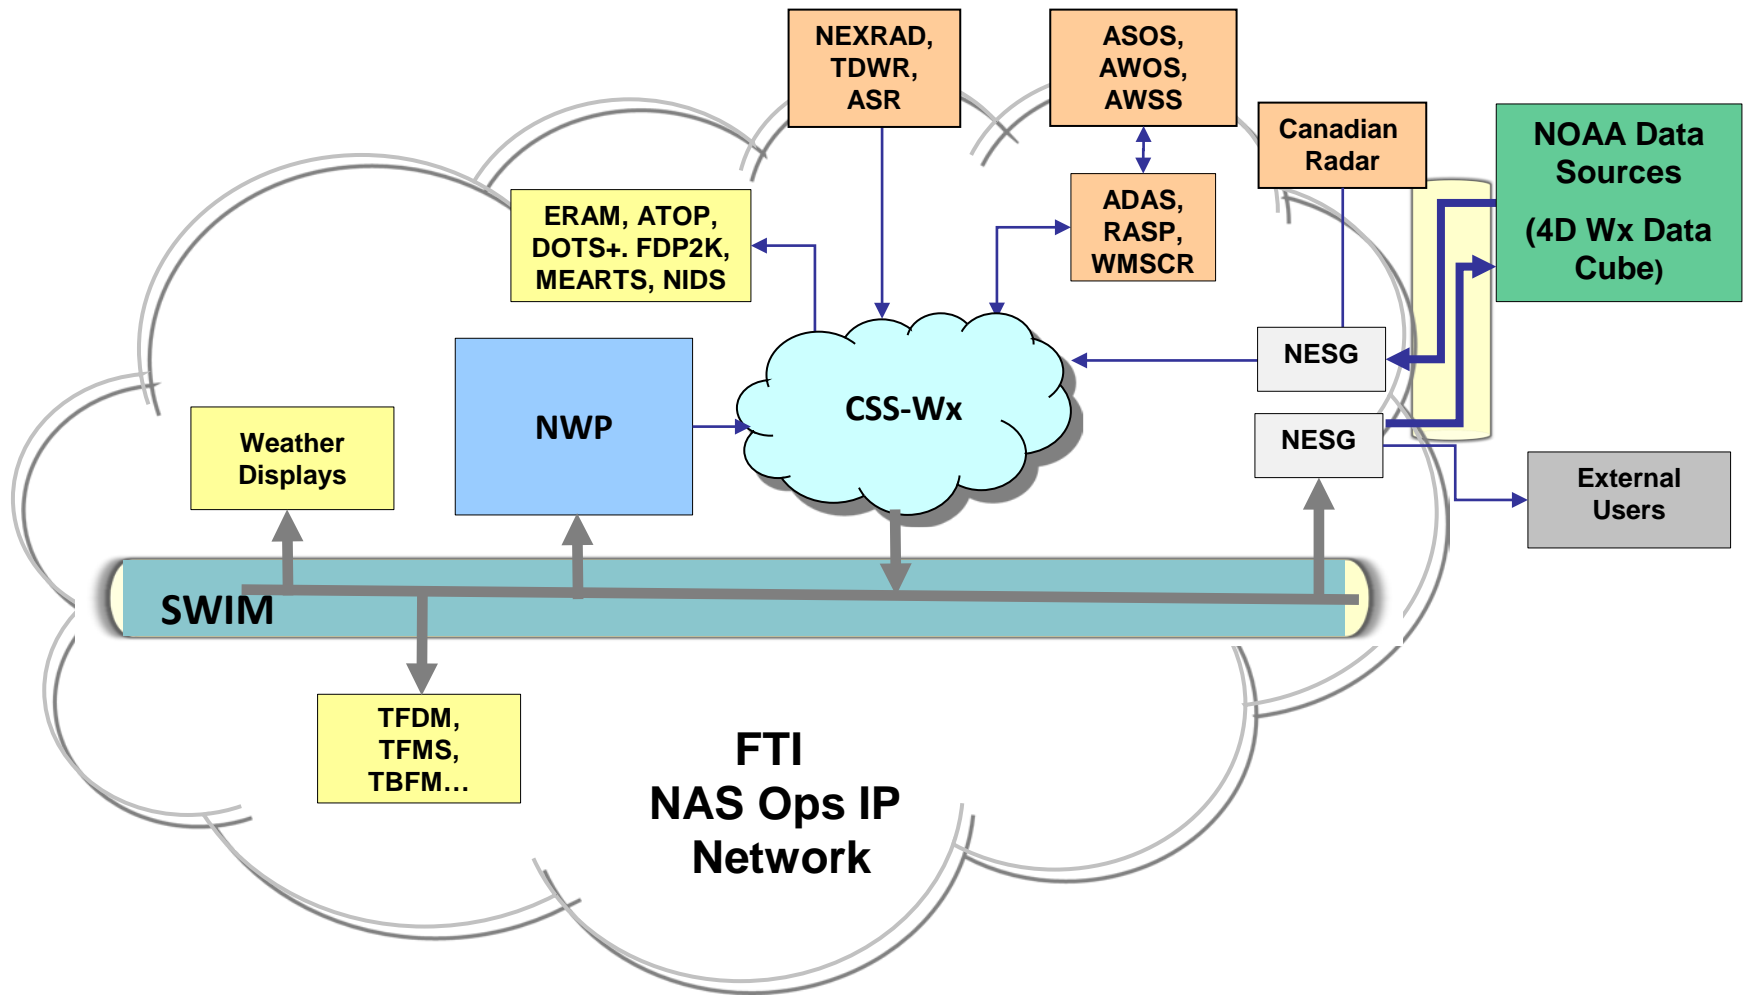 NEXRAD,
TDWR,
ASR
ASOS,
AWOS,
AWSS
Canadian
Radar
NOAA Data
Sources
(4D Wx Data
Cube)
ERAM, ATOP,
DOTS+. FDP2K,
MEARTS, NIDS
ADAS,
RASP,
WMSCR
NESG
NWP
CSS-Wx
Weather
Displays
NESG
External
Users
SWIM
TFDM,
TFMS,
TBFM…
FTI
NAS Ops IP
Network